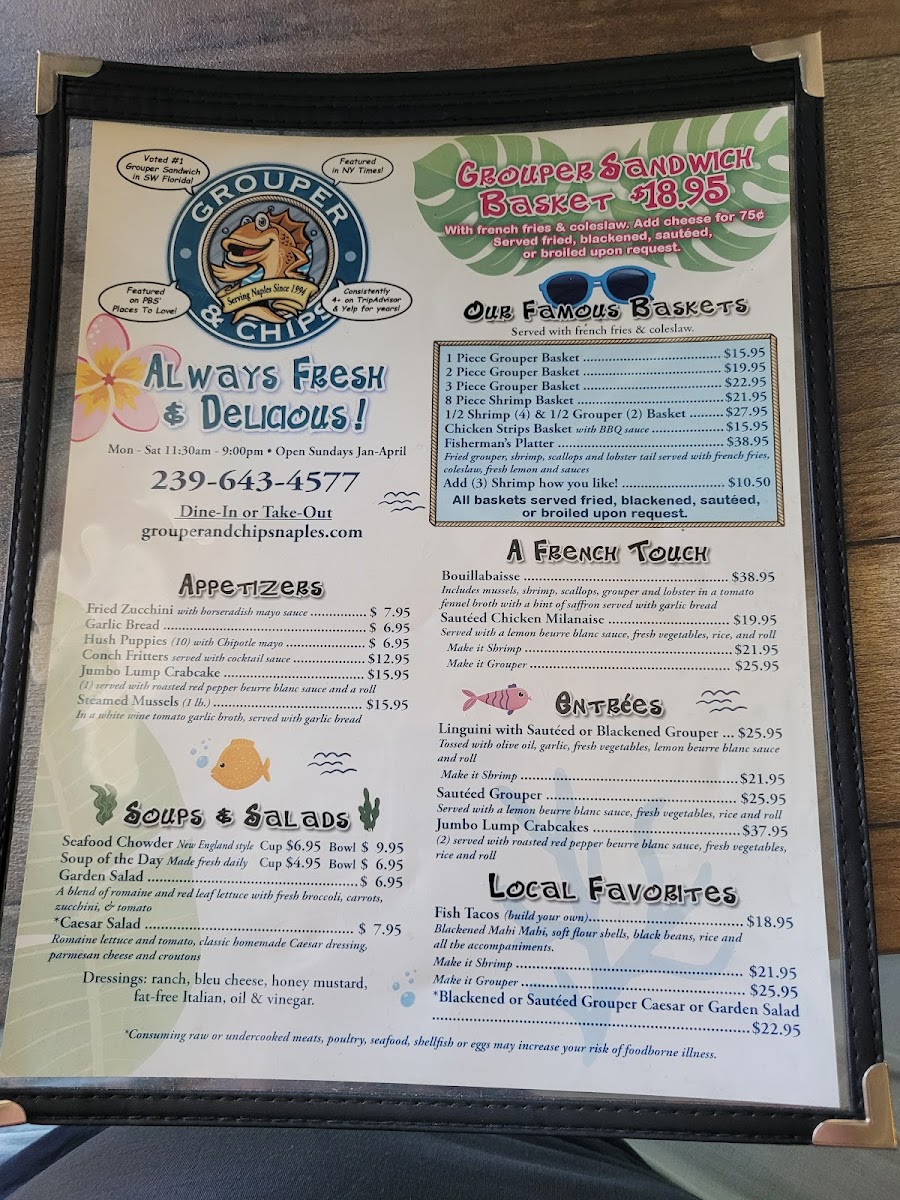 Voted #1
Grouper Sandwich
in SW Florida!
Featured
in NY Times!
GROUPER
& CHIPS
Serving Naples Since 1994
Featured
on PBS'
Places To Love!
Consistently
4+ on TripAdvisor
& Yelp for years!
Always Fresh
& Delicious!
Mon - Sat 11:30am - 9:00pm • Open Sundays Jan-April
239-643-4577
Dine-In or Take-Out
grouperandchipsnaples.com
Appetizers
Fried Zucchini with horseradish mayo sauce .................... $ 7.95
Garlic Bread .................... $ 6.95
Hush Puppies (10) with Chipotle mayo .................... $ 6.95
Conch Fritters served with cocktail sauce .................... $12.95
Jumbo Lump Crabcake .................... $15.95
(1) served with roasted red pepper beurre blanc sauce and a roll
Steamed Mussels (1 lb.) .................... $15.95
In a white wine tomato garlic broth, served with garlic bread
Soups & Salads
Seafood Chowder New England style Cup $6.95 Bowl $ 9.95
Soup of the Day Made fresh daily Cup $4.95 Bowl $ 6.95
Garden Salad .................... $ 6.95
A blend of romaine and red leaf lettuce with fresh broccoli, carrots,
zucchini, & tomato
*Caesar Salad .................... $ 7.95
Romaine lettuce and tomato, classic homemade Caesar dressing,
parmesan cheese and croutons
Dressings: ranch, bleu cheese, honey mustard,
fat-free Italian, oil & vinegar.
Grouper Sandwich
Basket $18.95
With french fries & coleslaw. Add cheese for 75¢
Served fried, blackened, sautéed,
or broiled upon request.
Our Famous Baskets
Served with french fries & coleslaw.
1 Piece Grouper Basket .................... $15.95
2 Piece Grouper Basket .................... $19.95
3 Piece Grouper Basket .................... $22.95
8 Piece Shrimp Basket .................... $21.95
1/2 Shrimp (4) & 1/2 Grouper (2) Basket ......... $27.95
Chicken Strips Basket with BBQ sauce .................... $15.95
Fisherman's Platter .................... $38.95
Fried grouper, shrimp, scallops and lobster tail served with french fries,
coleslaw, fresh lemon and sauces
Add (3) Shrimp how you like! .................... $10.50
All baskets served fried, blackened, sautéed,
or broiled upon request.
A French Touch
Bouillabaisse .................... $38.95
Includes mussels, shrimp, scallops, grouper and lobster in a tomato
fennel broth with a hint of saffron served with garlic bread
Sautéed Chicken Milanaise .................... $19.95
Served with a lemon beurre blanc sauce, fresh vegetables, rice, and roll
Make it Shrimp .................... $21.95
Make it Grouper .................... $25.95
Entrées
Linguini with Sautéed or Blackened Grouper ... $25.95
Tossed with olive oil, garlic, fresh vegetables, lemon beurre blanc sauce
and roll
Make it Shrimp .................... $21.95
Sautéed Grouper .................... $25.95
Served with a lemon beurre blanc sauce, fresh vegetables, rice and roll
Jumbo Lump Crabcakes .................... $37.95
(2) served with roasted red pepper beurre blanc sauce, fresh vegetables,
rice and roll
Local Favorites
Fish Tacos (build your own).................... $18.95
Blackened Mahi Mahi, soft flour shells, black beans, rice and
all the accompaniments.
Make it Shrimp .................... $21.95
Make it Grouper .................... $25.95
*Blackened or Sautéed Grouper Caesar or Garden Salad
.................... $22.95
*Consuming raw or undercooked meats, poultry, seafood, shellfish or eggs may increase your risk of foodborne illness.